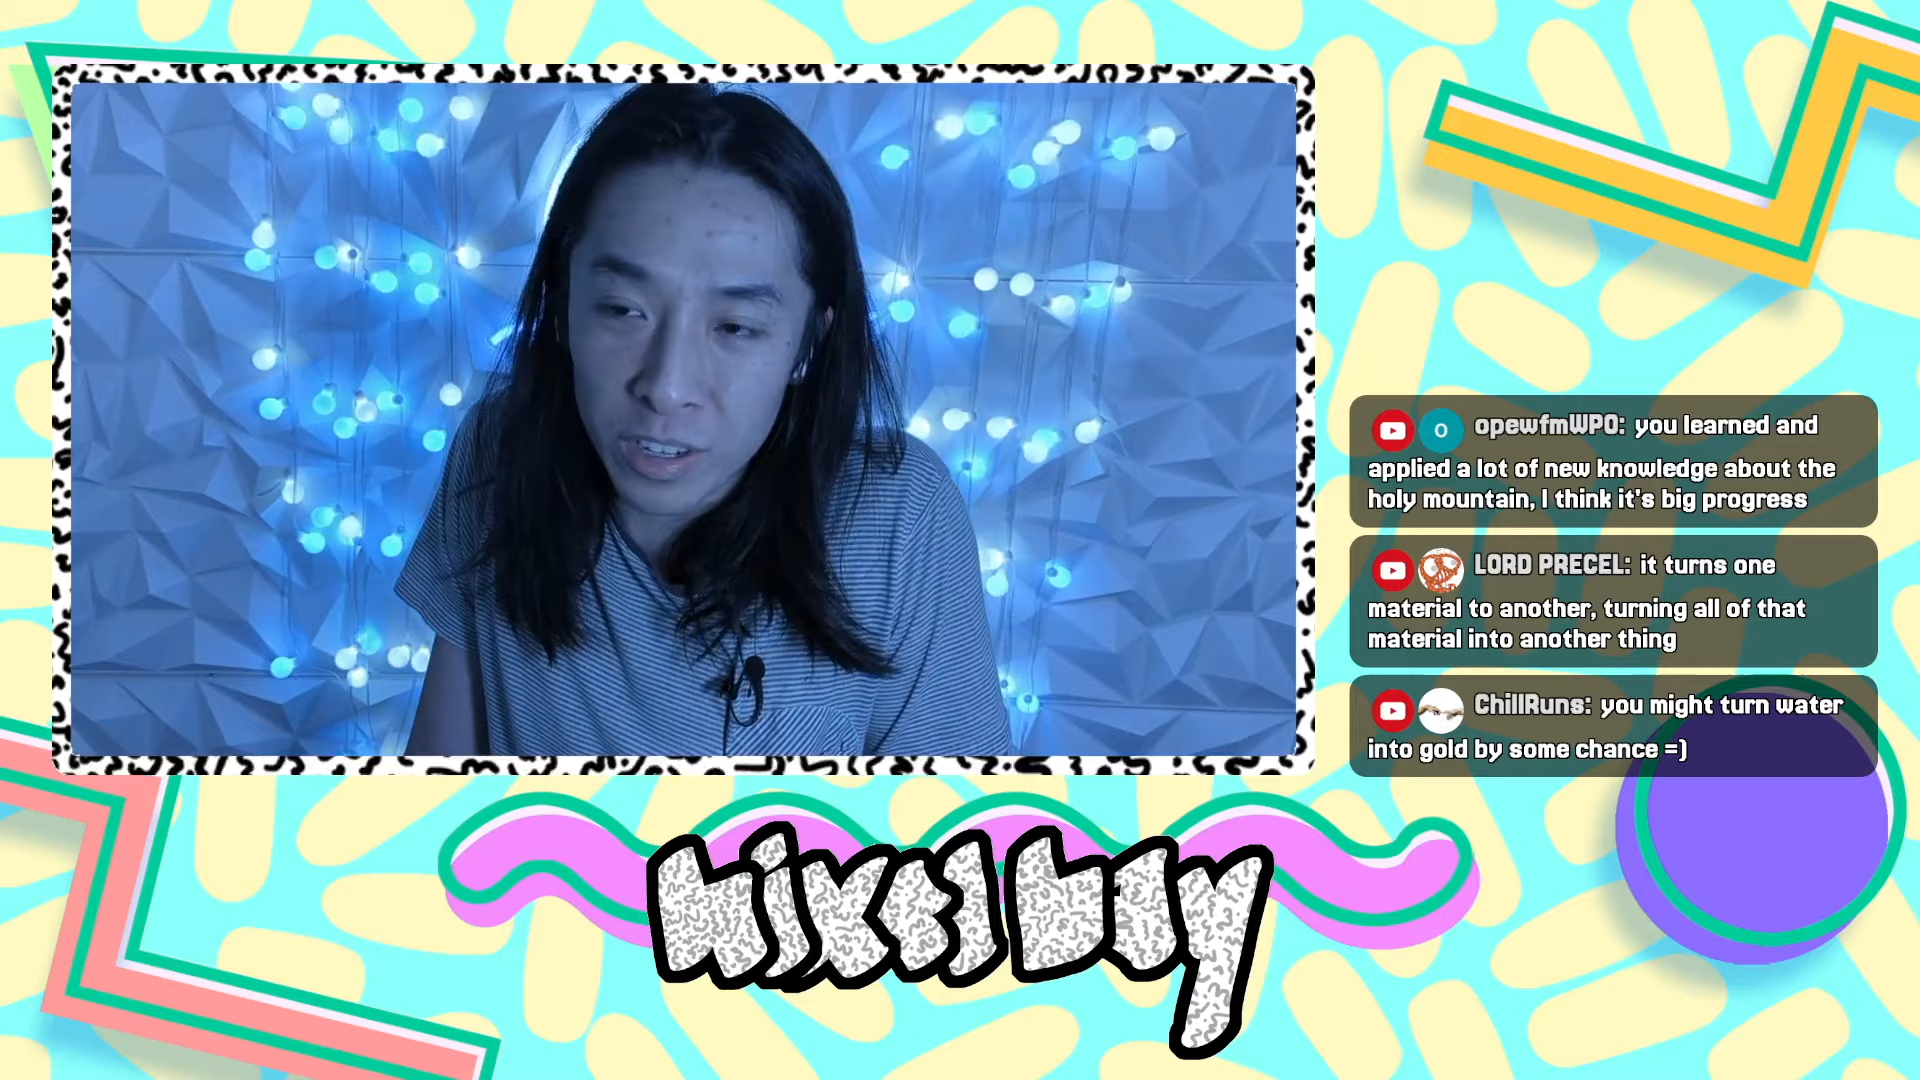 opewfmWPO: you learned and
applied a lot of new knowledge about the
holy mountain, I think it's big progress
LORD PRECEL: it turns one
material to another, turning all of that
material into another thing
ChillRuns: you might turn water
into gold by some chance =)